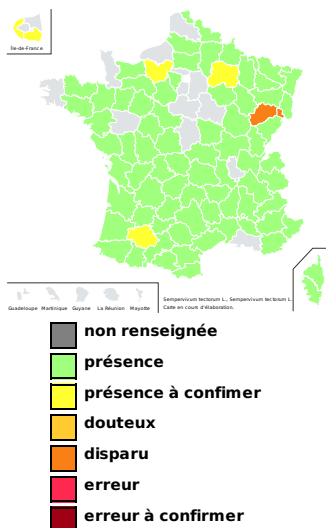 Île-de-France
Guadeloupe Martinique Guyane La Réunion Mayotte
Sempervivum tectorum L., Sempervivum tectorum L.
Carte en cours d'élaboration.
non renseignée
présence
présence à confimer
douteux
disparu
erreur
erreur à confirmer